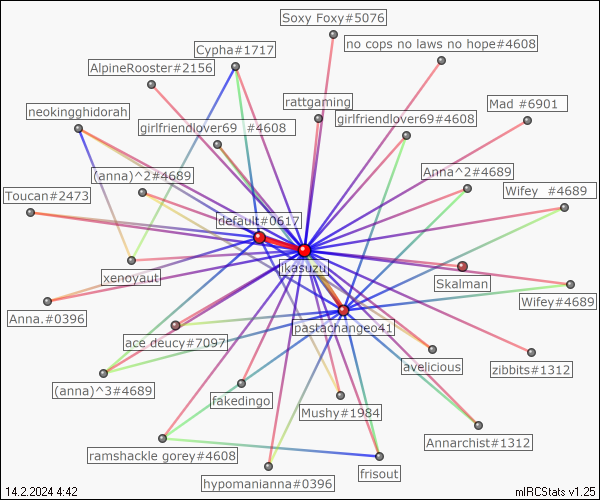 Soxy Foxy#5076
no cops no laws no hope#4608
Cypha#1717
AlpineRooster#2156
neokingghidorah
rattgaming
Mad #6901
girlfriendlover69 #4608
girlfriendlover69#4608
(anna)^2#4689
Anna^2#4689
Wifey #4689
Toucan#2473
default#0617
ikasuzu
xenoyaut
Skalman
Wifey#4689
Anna.#0396
pastachangeo41
ace deucy#7097
avelicious
zibbits#1312
(anna)^3#4689
fakedingo
Mushy#1984
Annarchist#1312
ramshackle gorey#4608
frisout
hypomanianna#0396
14.2.2024 4:42
mIRCStats v1.25